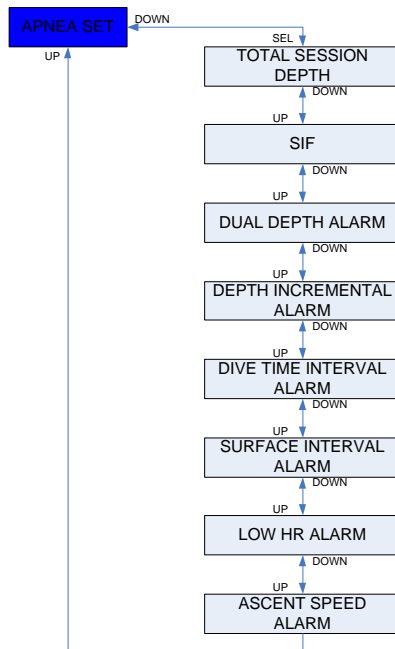 APNEA SET
DOWN
UP
SEL
TOTAL SESSION
DEPTH
DOWN
UP
SIF
DOWN
UP
DUAL DEPTH ALARM
DOWN
UP
DEPTH INCREMENTAL
ALARM
DOWN
UP
DIVE TIME INTERVAL
ALARM
DOWN
UP
SURFACE INTERVAL
ALARM
DOWN
UP
LOW HR ALARM
DOWN
UP
ASCENT SPEED
ALARM